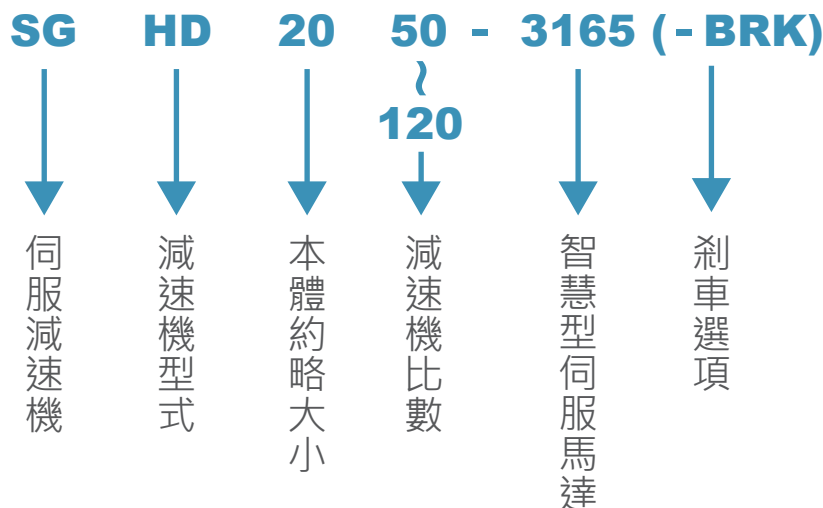 SG HD 20 50 - 3165 (- BRK)
~
120
伺服減速機
減速機型式
本體約略大小
減速機比數
智慧型伺服馬達
剎車選項